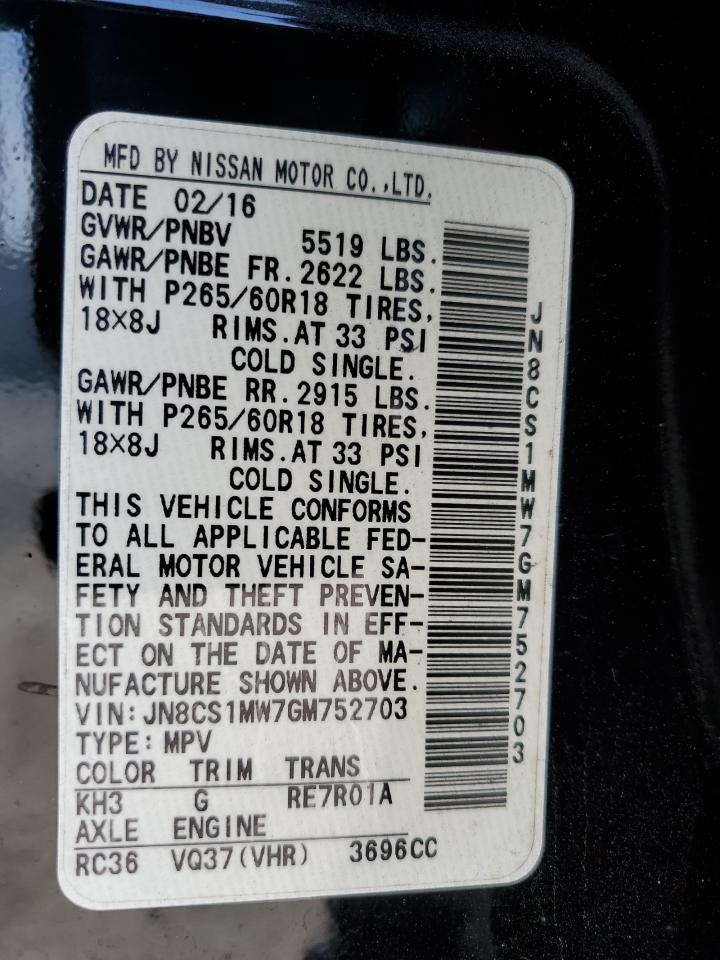 MFD BY NISSAN MOTOR CO.,LTD.
DATE 02/16
GVWR/PNBV 5519 LBS.
GAWR/PNBE FR.2622 LBS.
WITH P265/60R18 TIRES,
18X8J RIMS.AT 33 PSI
COLD SINGLE.
GAWR/PNBE RR.2915 LBS.
WITH P265/60R18 TIRES,
18X8J RIMS.AT 33 PSI
COLD SINGLE.
THIS VEHICLE CONFORMS
TO ALL APPLICABLE FED-
ERAL MOTOR VEHICLE SA-
FETY AND THEFT PREVEN-
TION STANDARDS IN EFF-
ECT ON THE DATE OF MA-
NUFACTURE SHOWN ABOVE.
VIN:JN8CS1MW7GM752703
TYPE:MPV
COLOR TRIM TRANS
KH3 G RE7R01A
AXLE ENGINE
RC36 VQ37(VHR) 3696CC
JN8CS1MW7GM752703